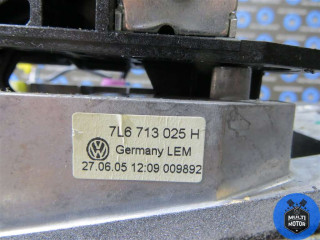 7L6 713 025 H
Germany LEM
27.06.05 12:09 009892
MULTI
MOTOR